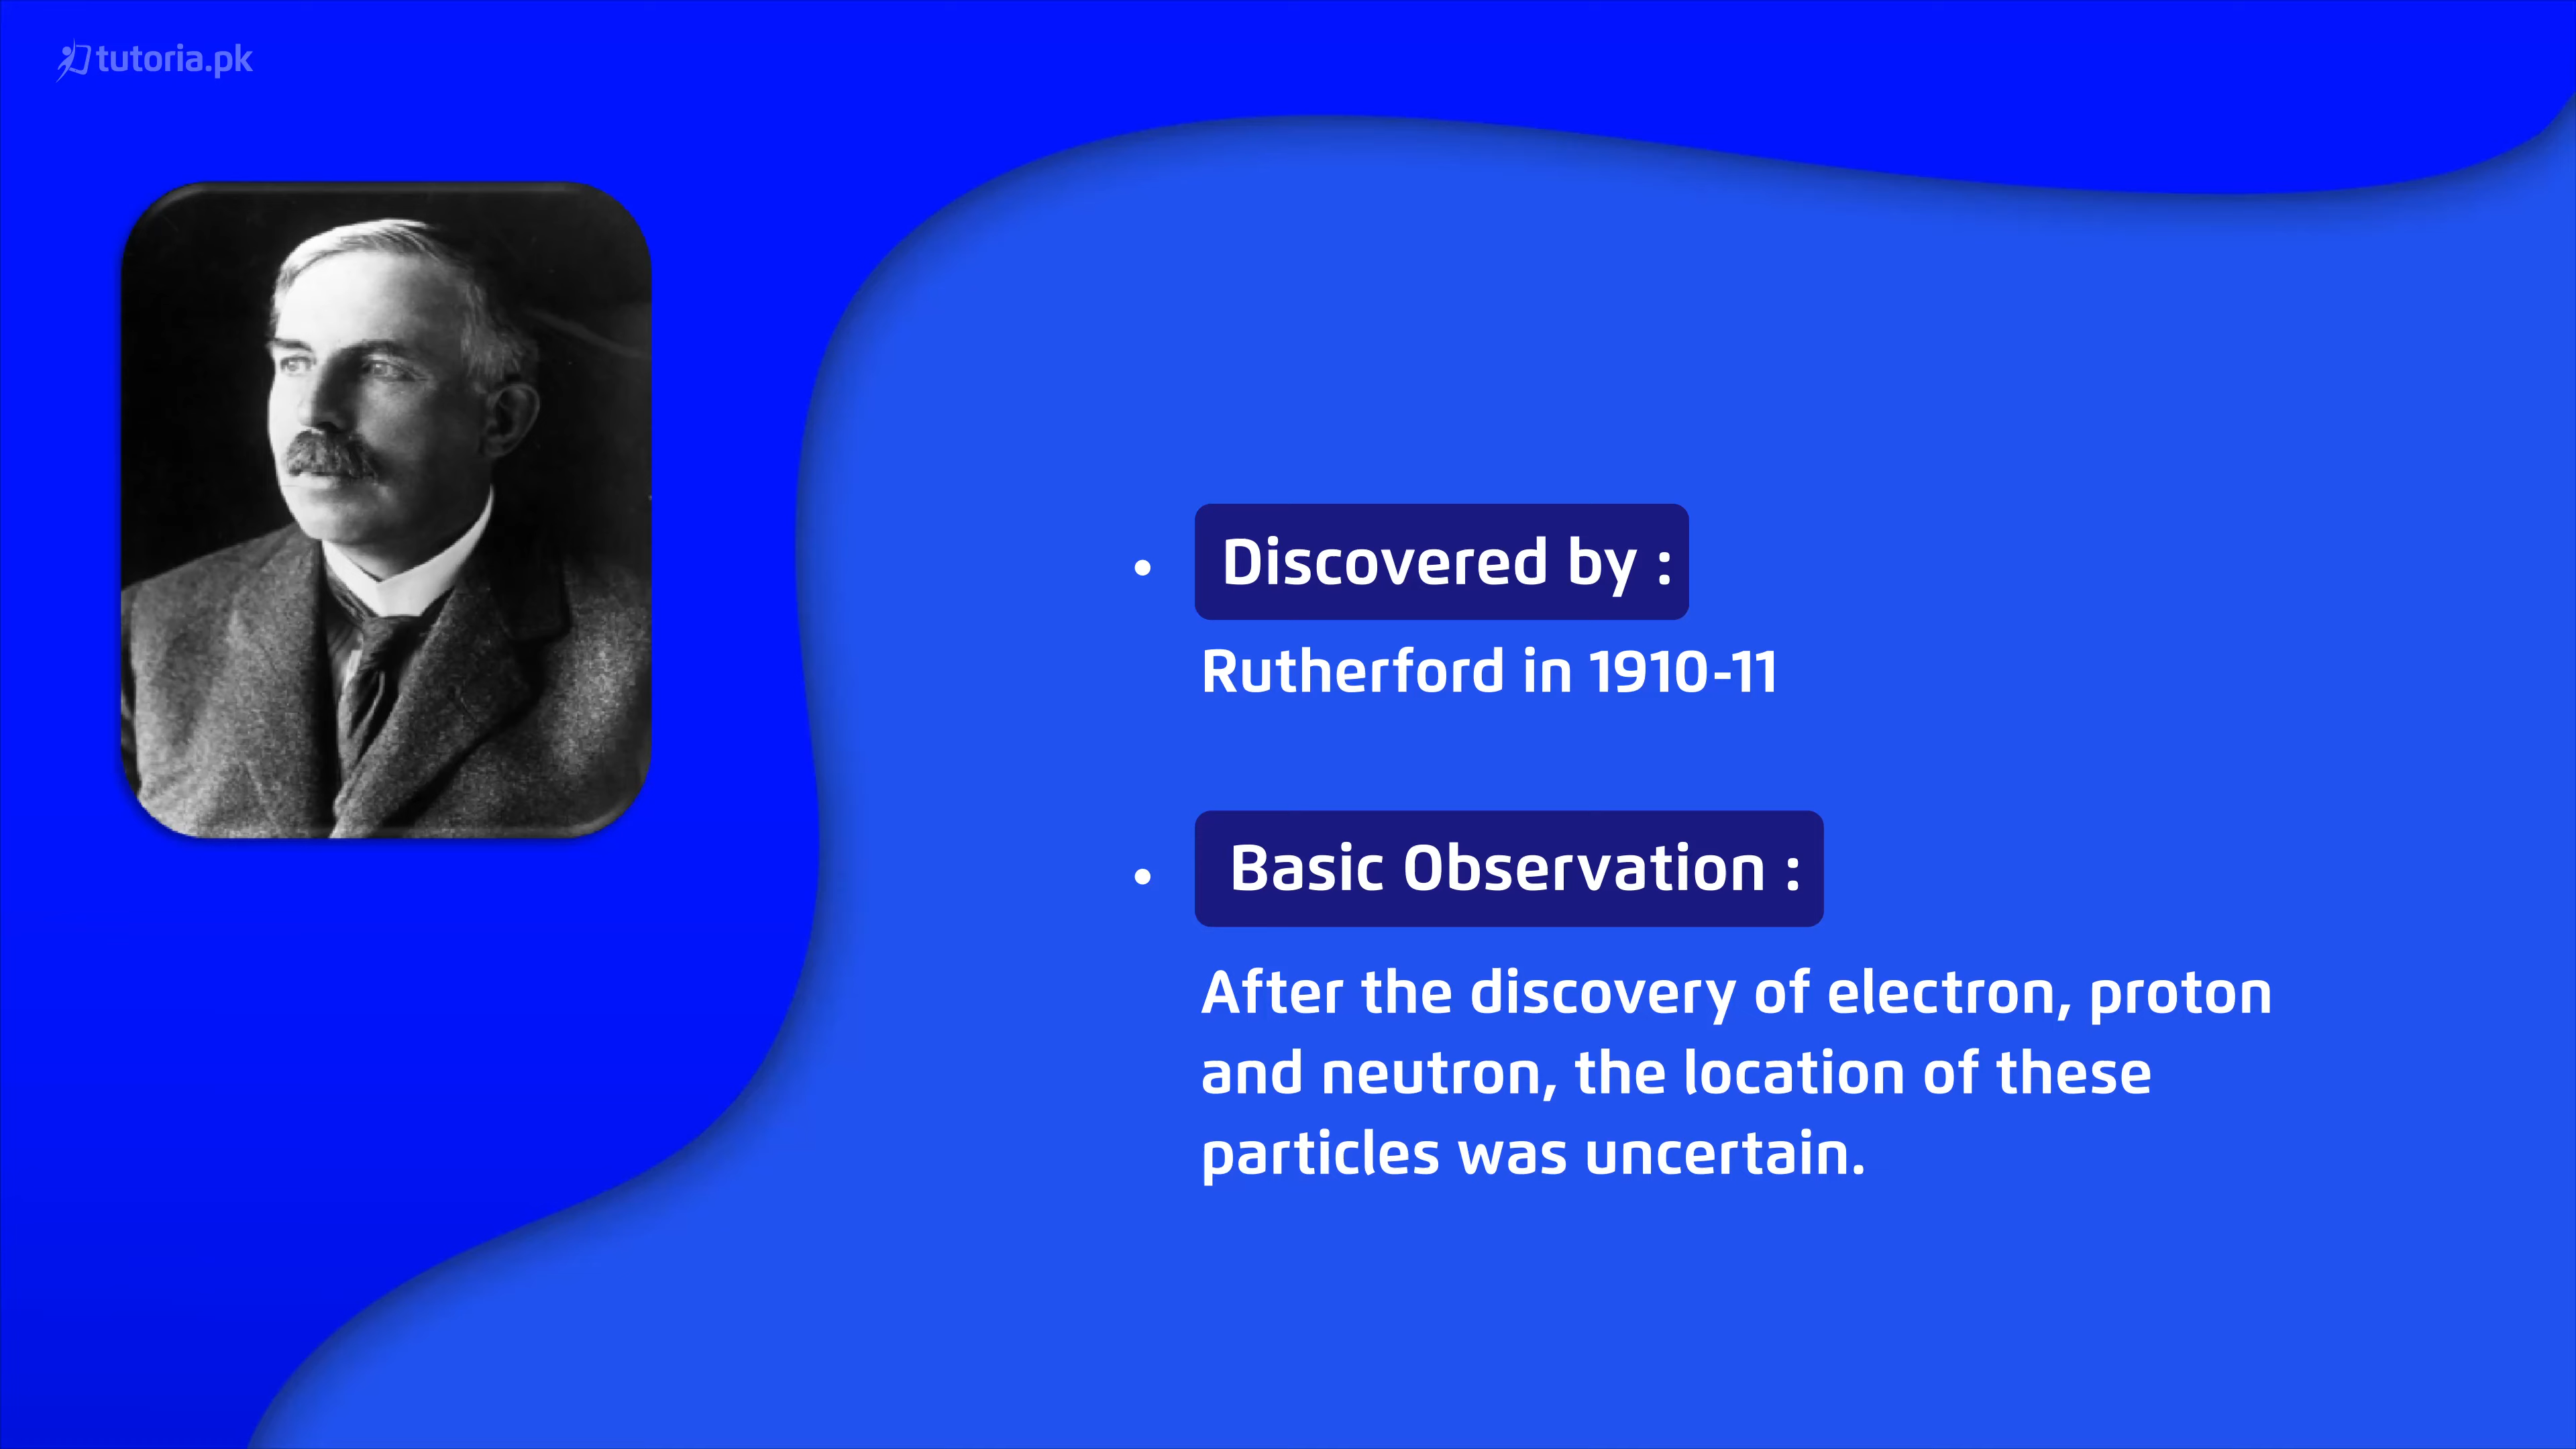 tutoria.pk
• Discovered by :
Rutherford in 1910-11
• Basic Observation :
After the discovery of electron, proton
and neutron, the location of these
particles was uncertain.